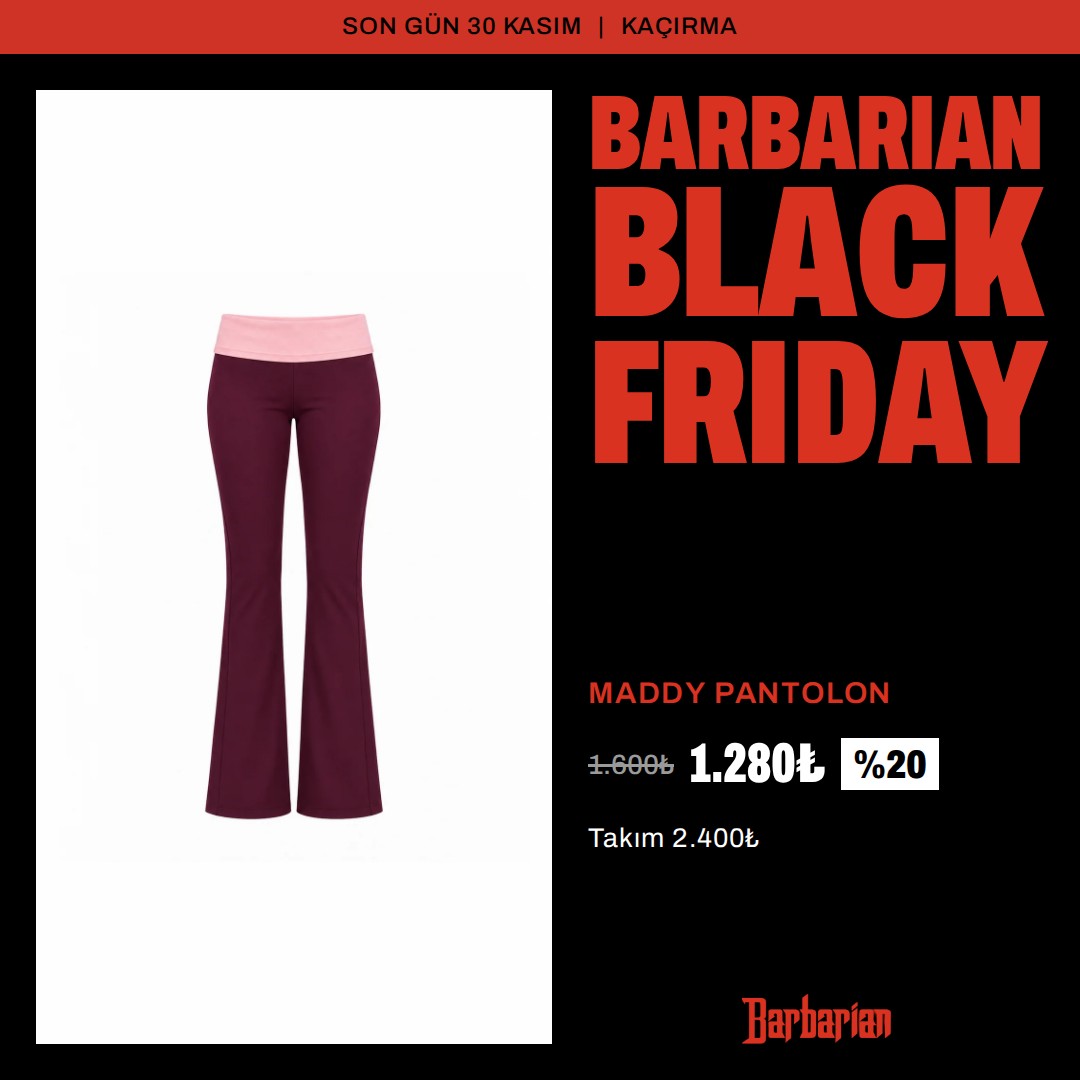 SON GÜN 30 KASIM | KAÇIRMA
BARBARIAN
BLACK
FRIDAY
MADDY PANTOLON
1.600₺ 1.280₺ %20
Takım 2.400₺
Barbarian